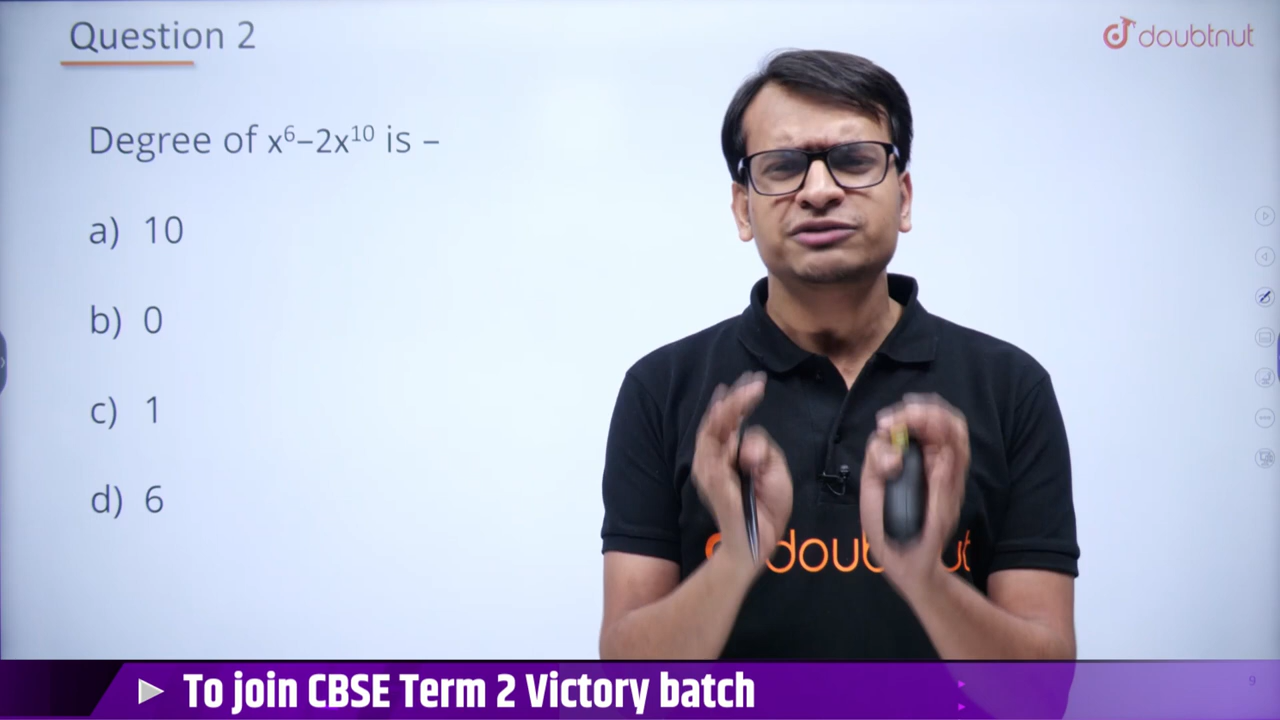 Question 2
doubtnut
Degree of x⁶–2x¹⁰ is –
a) 10
b) 0
c) 1
d) 6
To join CBSE Term 2 Victory batch
9